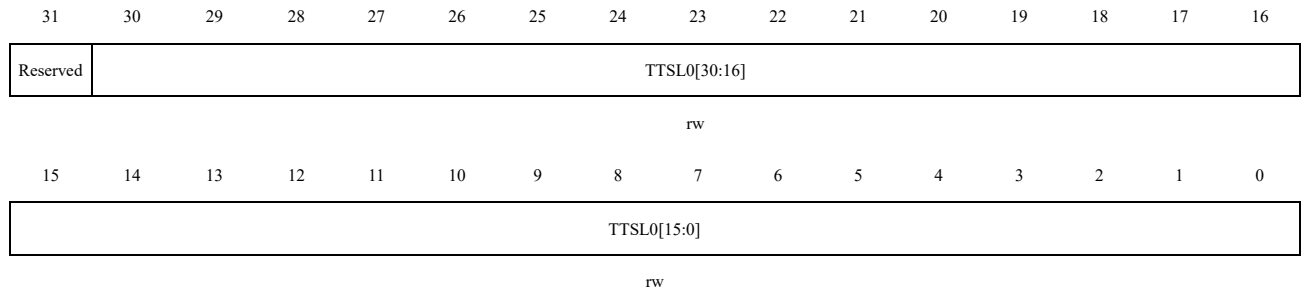 31 30 29 28 27 26 25 24 23 22 21 20 19 18 17 16
Reserved TTSL0[30:16]
rw
15 14 13 12 11 10 9 8 7 6 5 4 3 2 1 0
TTSL0[15:0]
rw